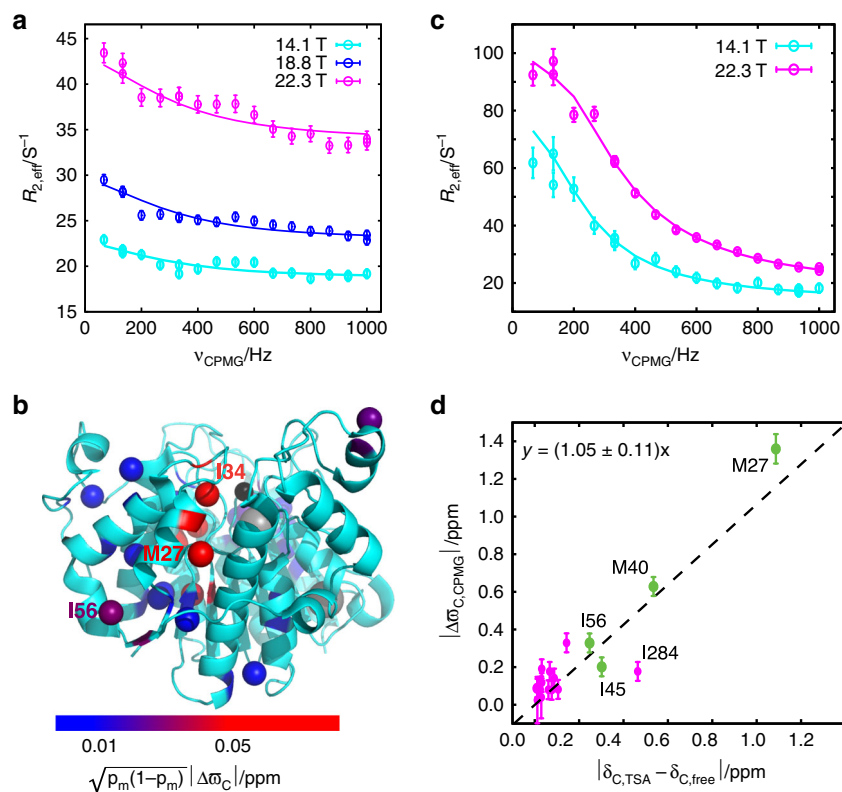 a
45
40
35
30
25
20
15
R2,eff/S−1
14.1 T
18.8 T
22.3 T
0 200 400 600 800 1000
νCPMG/Hz
c
100
80
60
40
20
R2,eff/S−1
14.1 T
22.3 T
0 200 400 600 800 1000
νCPMG/Hz
b
I34
M27
I56
0.01 0.05
√pm(1−pm)|ΔϖC|/ppm
d
1.4
1.2
1.0
0.8
0.6
0.4
0.2
0.0
|ΔϖC,CPMG|/ppm
y = (1.05 ± 0.11)x
M27
M40
I56
I284
I45
0.0 0.2 0.4 0.6 0.8 1.0 1.2
|δC,TSA − δC,free|/ppm